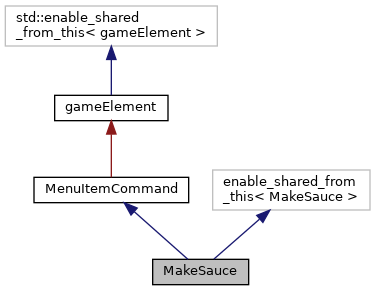 std::enable_shared
_from_this< gameElement >
gameElement
MenuItemCommand
enable_shared_from
_this< MakeSauce >
MakeSauce